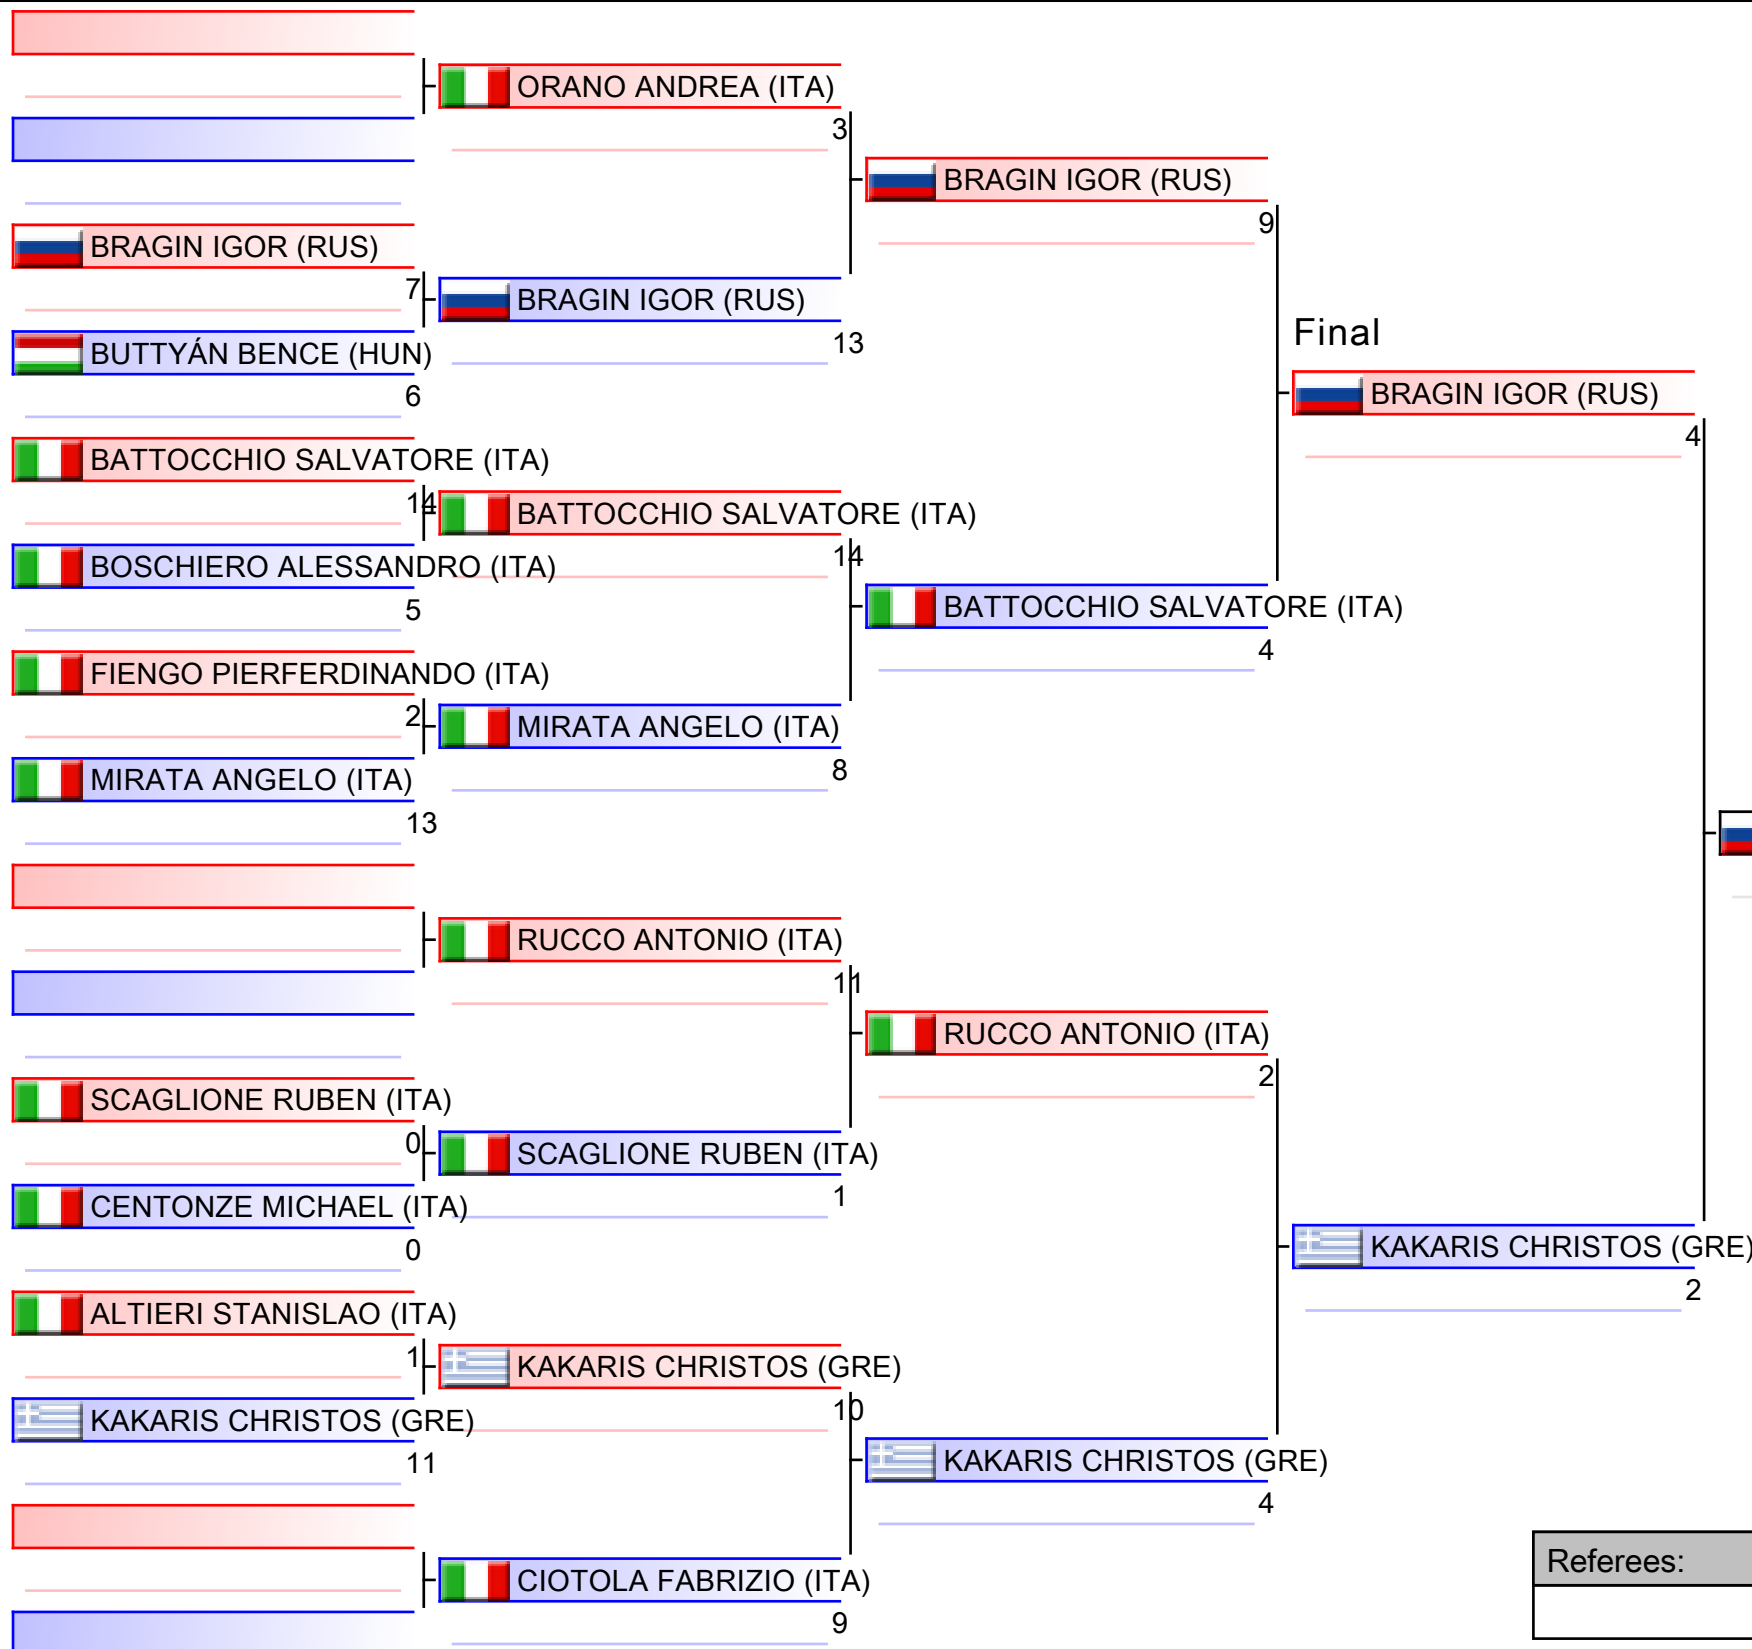 ORANO ANDREA (ITA)
3
BRAGIN IGOR (RUS)
9
BRAGIN IGOR (RUS)
7
BRAGIN IGOR (RUS)
13
Final
BUTTYÁN BENCE (HUN)
6
BRAGIN IGOR (RUS)
4
BATTOCCHIO SALVATORE (ITA)
14
BATTOCCHIO SALVATORE (ITA)
14
BOSCHIERO ALESSANDRO (ITA)
5
BATTOCCHIO SALVATORE (ITA)
4
FIENGO PIERFERDINANDO (ITA)
2
MIRATA ANGELO (ITA)
8
MIRATA ANGELO (ITA)
13
RUCCO ANTONIO (ITA)
11
RUCCO ANTONIO (ITA)
2
SCAGLIONE RUBEN (ITA)
0
SCAGLIONE RUBEN (ITA)
1
CENTONZE MICHAEL (ITA)
0
KAKARIS CHRISTOS (GRE)
2
ALTIERI STANISLAO (ITA)
1
KAKARIS CHRISTOS (GRE)
10
KAKARIS CHRISTOS (GRE)
11
KAKARIS CHRISTOS (GRE)
4
Referees:
CIOTOLA FABRIZIO (ITA)
9